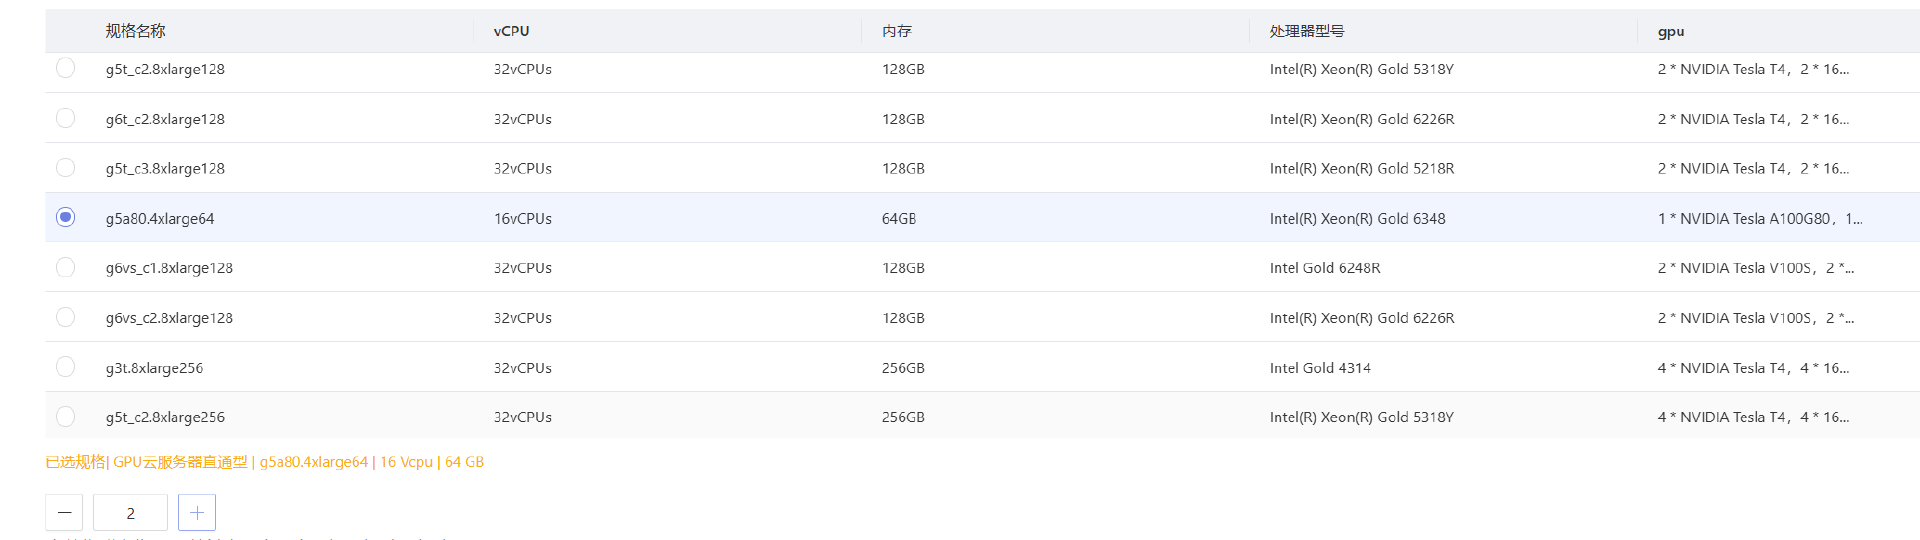 规格名称 vCPU 内存 处理器型号 gpu
g5t_c2.8xlarge128 32vCPUs 128GB Intel(R) Xeon(R) Gold 5318Y 2 * NVIDIA Tesla T4，2 * 16...
g6t_c2.8xlarge128 32vCPUs 128GB Intel(R) Xeon(R) Gold 6226R 2 * NVIDIA Tesla T4，2 * 16...
g5t_c3.8xlarge128 32vCPUs 128GB Intel(R) Xeon(R) Gold 5218R 2 * NVIDIA Tesla T4，2 * 16...
g5a80.4xlarge64 16vCPUs 64GB Intel(R) Xeon(R) Gold 6348 1 * NVIDIA Tesla A100G80，1...
g6vs_c1.8xlarge128 32vCPUs 128GB Intel Gold 6248R 2 * NVIDIA Tesla V100S，2 *...
g6vs_c2.8xlarge128 32vCPUs 128GB Intel(R) Xeon(R) Gold 6226R 2 * NVIDIA Tesla V100S，2 *...
g3t.8xlarge256 32vCPUs 256GB Intel Gold 4314 4 * NVIDIA Tesla T4，4 * 16...
g5t_c2.8xlarge256 32vCPUs 256GB Intel(R) Xeon(R) Gold 5318Y 4 * NVIDIA Tesla T4，4 * 16...
已选规格| GPU云服务器直通型 | g5a80.4xlarge64 | 16 Vcpu | 64 GB
2